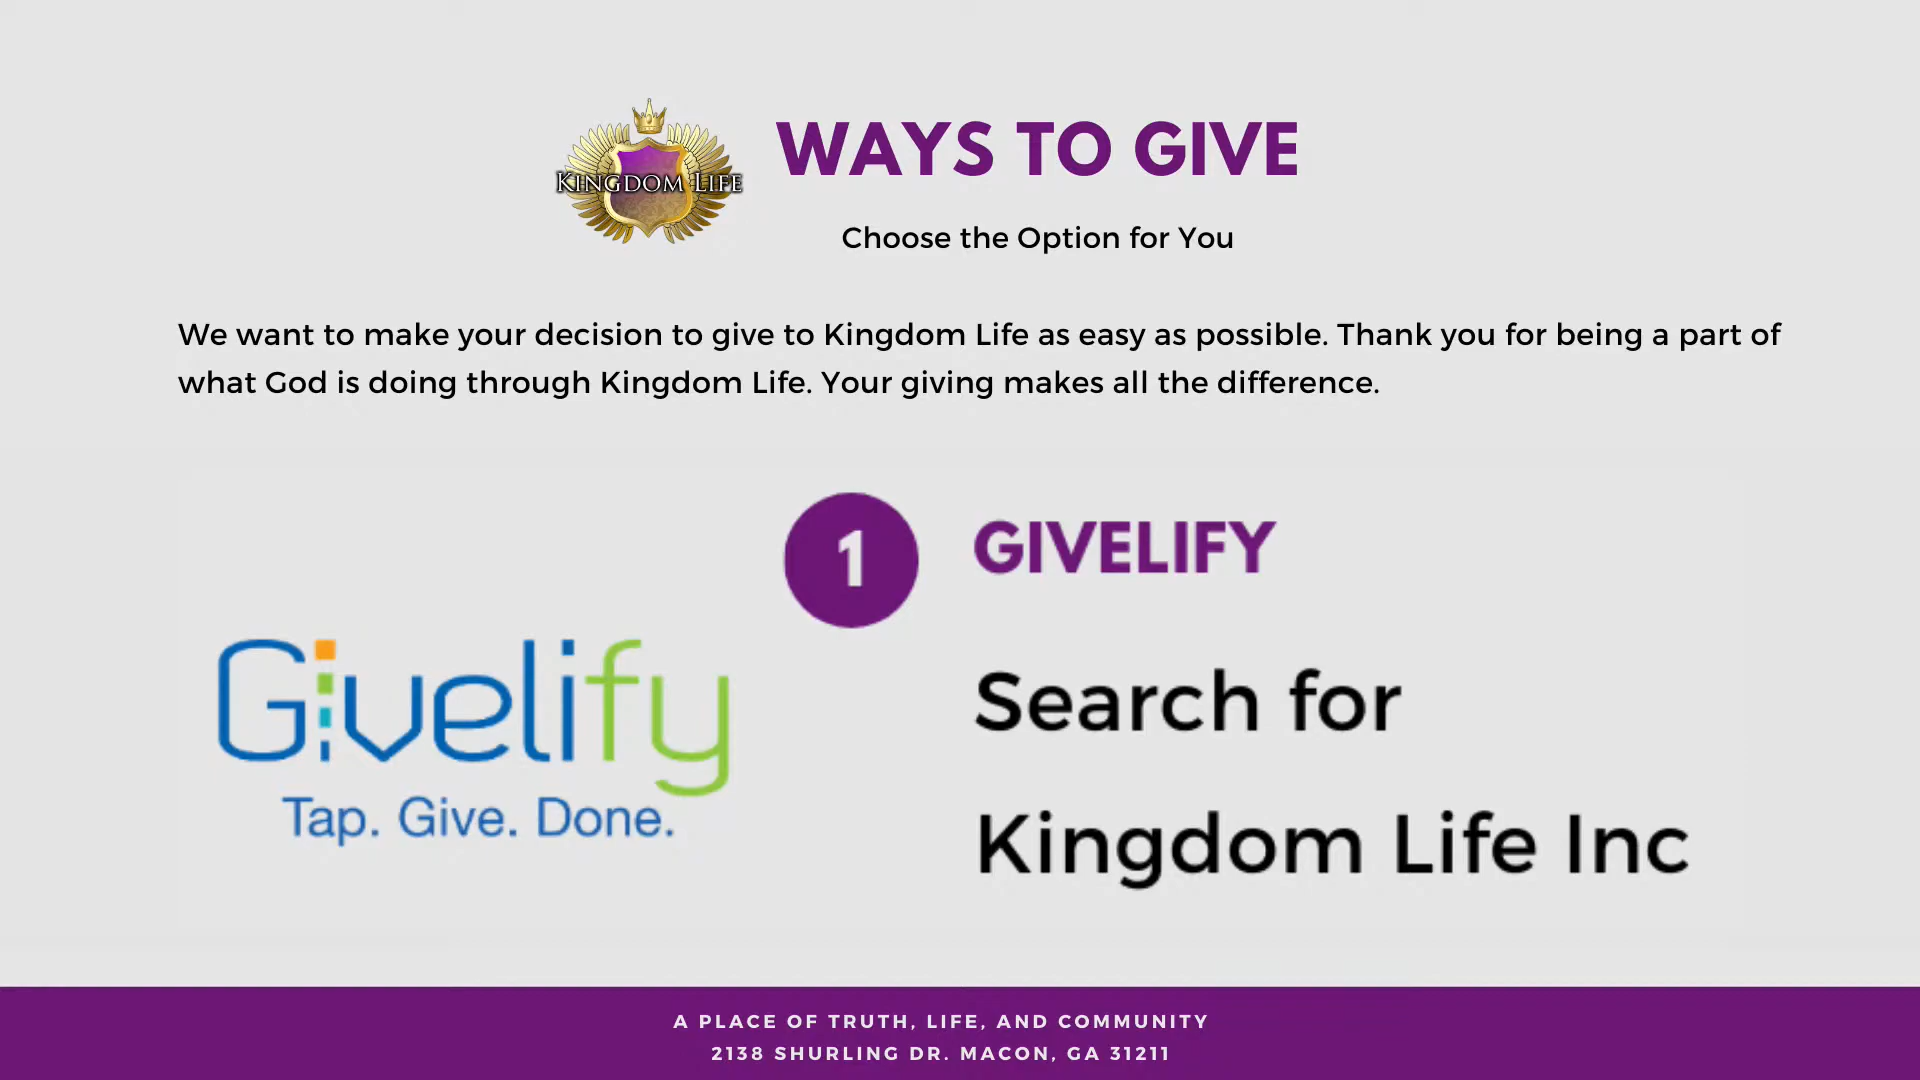 KINGDOM LIFE
WAYS TO GIVE
Choose the Option for You
We want to make your decision to give to Kingdom Life as easy as possible. Thank you for being a part of
what God is doing through Kingdom Life. Your giving makes all the difference.
1
GIVELIFY
Givelify
Tap. Give. Done.
Search for
Kingdom Life Inc
A PLACE OF TRUTH, LIFE, AND COMMUNITY
2138 SHURLING DR. MACON, GA 31211